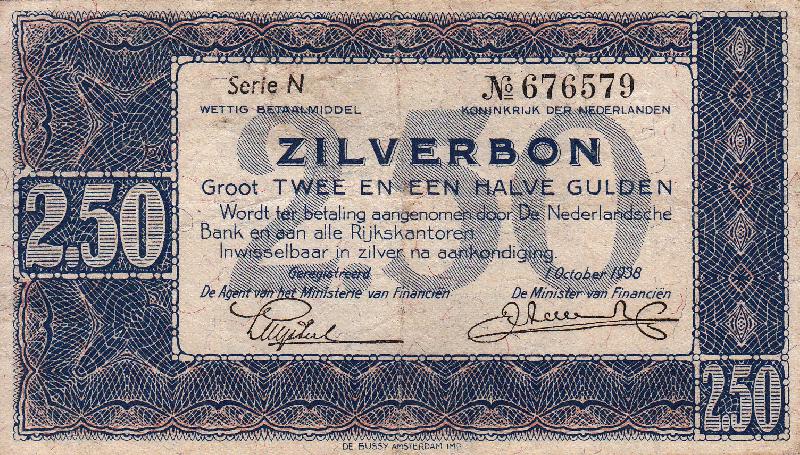 Serie N № 676579
WETTIG BETAALMIDDEL KONINKRIJK DER NEDERLANDEN
250
ZILVERBON
Groot TWEE EN EEN HALVE GULDEN
2.50
Wordt ter betaling aangenomen door De Nederlandsche
Bank en aan alle Rijkskantoren.
Inwisselbaar in zilver na aankondiging.
Geregistreerd 1 October 1938
De Agent van het Ministerie van Financiën De Minister van Financiën
2.50
DE BUSSY AMSTERDAM IMP.